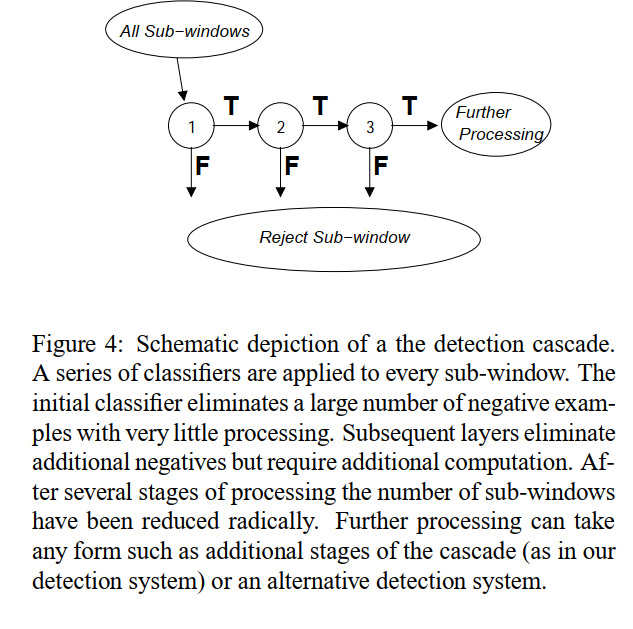 All Sub−windows
T T T
1 2 3
Further
Processing
F F F
Reject Sub−window
Figure 4: Schematic depiction of a the detection cascade.
A series of classifiers are applied to every sub-window. The
initial classifier eliminates a large number of negative exam-
ples with very little processing. Subsequent layers eliminate
additional negatives but require additional computation. Af-
ter several stages of processing the number of sub-windows
have been reduced radically. Further processing can take
any form such as additional stages of the cascade (as in our
detection system) or an alternative detection system.